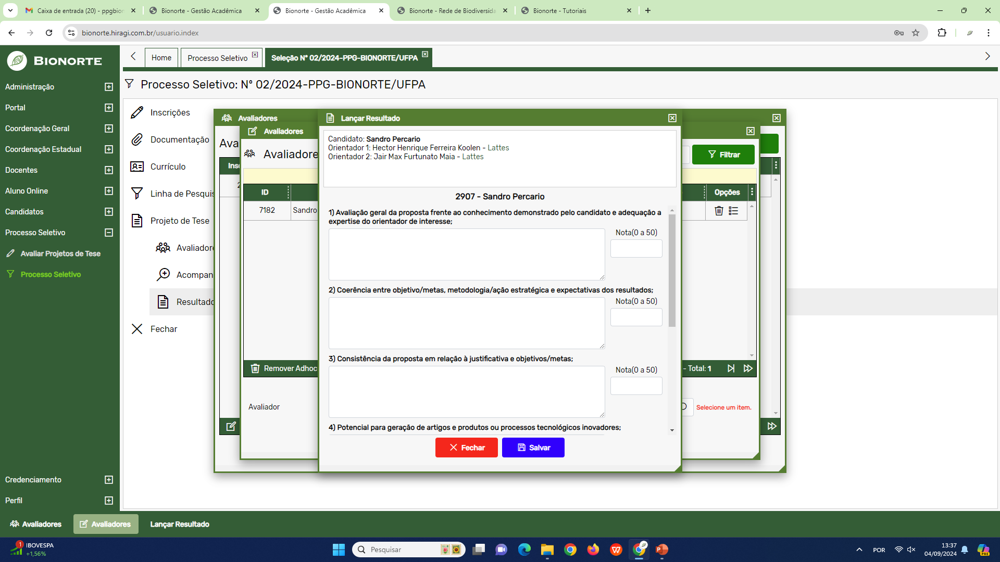 Caixa de entrada (20) - ppgbion
Bionorte - Gestão Acadêmica
Bionorte - Gestão Acadêmica
Bionorte - Rede de Biodiversida
Bionorte - Tutoriais
bionorte.hiragi.com.br/usuario.index
BIONORTE
Home
Processo Seletivo
Seleção N° 02/2024-PPG-BIONORTE/UFPA
Processo Seletivo: N° 02/2024-PPG-BIONORTE/UFPA
Administração
Portal
Coordenação Geral
Coordenação Estadual
Docentes
Aluno Online
Candidatos
Processo Seletivo
Avaliar Projetos de Tese
Processo Seletivo
Credenciamento
Perfil
Inscrições
Documentação
Currículo
Linha de Pesquis
Projeto de Tese
Avaliadore
Acompan
Resultado
Fechar
Avaliadores
Ava
Ins
2
Avaliadores
Avaliadore
Filtrar
ID
Opções
7182
Sandro
Remover Adhoc
- Total: 1
Avaliador
Selecione um item.
Lançar Resultado
Candidato: Sandro Percario
Orientador 1: Hector Henrique Ferreira Koolen - Lattes
Orientador 2: Jair Max Furtunato Maia - Lattes
2907 - Sandro Percario
1) Avaliação geral da proposta frente ao conhecimento demonstrado pelo candidato e adequação a
expertise do orientador de interesse;
Nota(0 a 50)
2) Coerência entre objetivo/metas, metodologia/ação estratégica e expectativas dos resultados;
Nota(0 a 50)
3) Consistência da proposta em relação à justificativa e objetivos/metas;
Nota(0 a 50)
4) Potencial para geração de artigos e produtos ou processos tecnológicos inovadores;
Fechar
Salvar
Avaliadores
Avaliadores
Lançar Resultado
1
IBOVESPA
+1,56%
Pesquisar
POR
13:37
04/09/2024
PRE